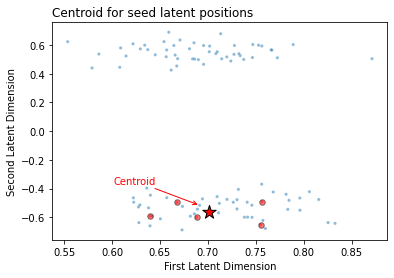 Centroid for seed latent positions
Second Latent Dimension
0.6
0.4
0.2
0.0
−0.2
−0.4
−0.6
Centroid
0.55 0.60 0.65 0.70 0.75 0.80 0.85
First Latent Dimension